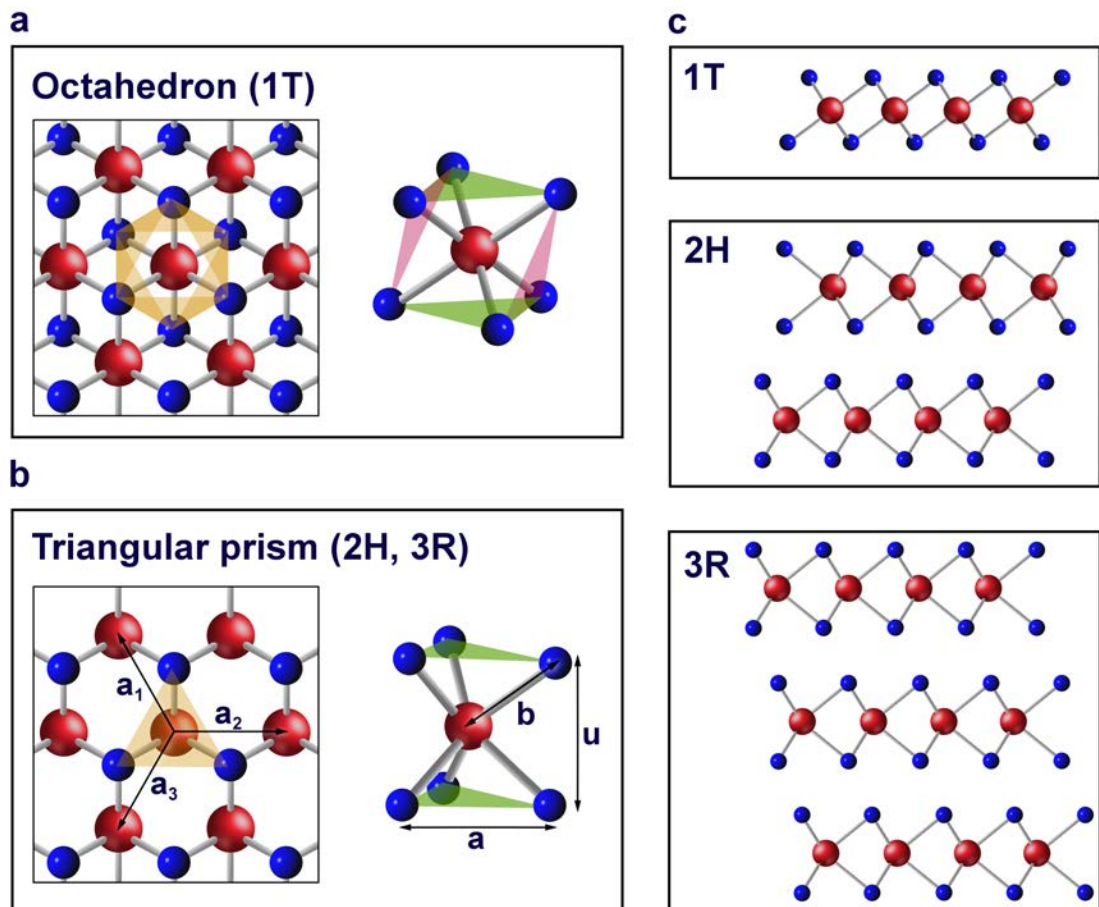 a
Octahedron (1T)
b
Triangular prism (2H, 3R)
a1
a2
a3
b
u
a
c
1T
2H
3R